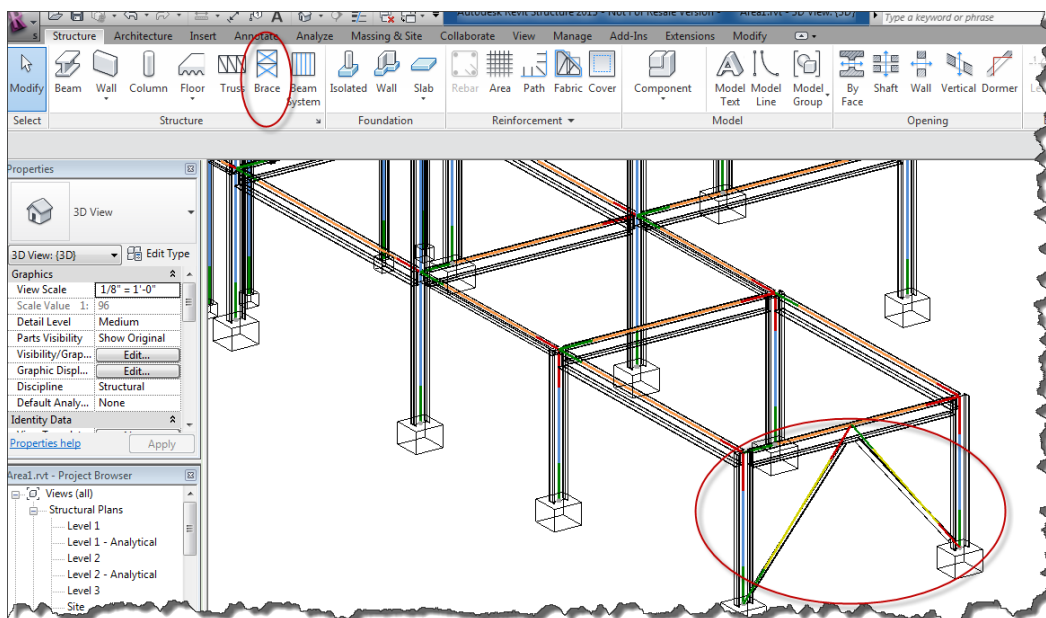 Autodesk Revit Structure 2013 - Not For Resale Version - Area1.rvt - 3D View: {3D}
Type a keyword or phrase
Structure Architecture Insert Annotate Analyze Massing & Site Collaborate View Manage Add-Ins Extensions Modify
Modify Beam Wall Column Floor Truss Brace Beam System Isolated Wall Slab Rebar Area Path Fabric Cover Component Model Text Model Line Model Group By Face Shaft Wall Vertical Dormer
Select Structure Foundation Reinforcement Model Opening
Properties
3D View
3D View: {3D} Edit Type
Graphics
View Scale 1/8" = 1'-0"
Scale Value 1: 96
Detail Level Medium
Parts Visibility Show Original
Visibility/Grap... Edit...
Graphic Displ... Edit...
Discipline Structural
Default Analy... None
Identity Data
Properties help Apply
Area1.rvt - Project Browser
Views (all)
Structural Plans
Level 1
Level 1 - Analytical
Level 2
Level 2 - Analytical
Level 3
Site